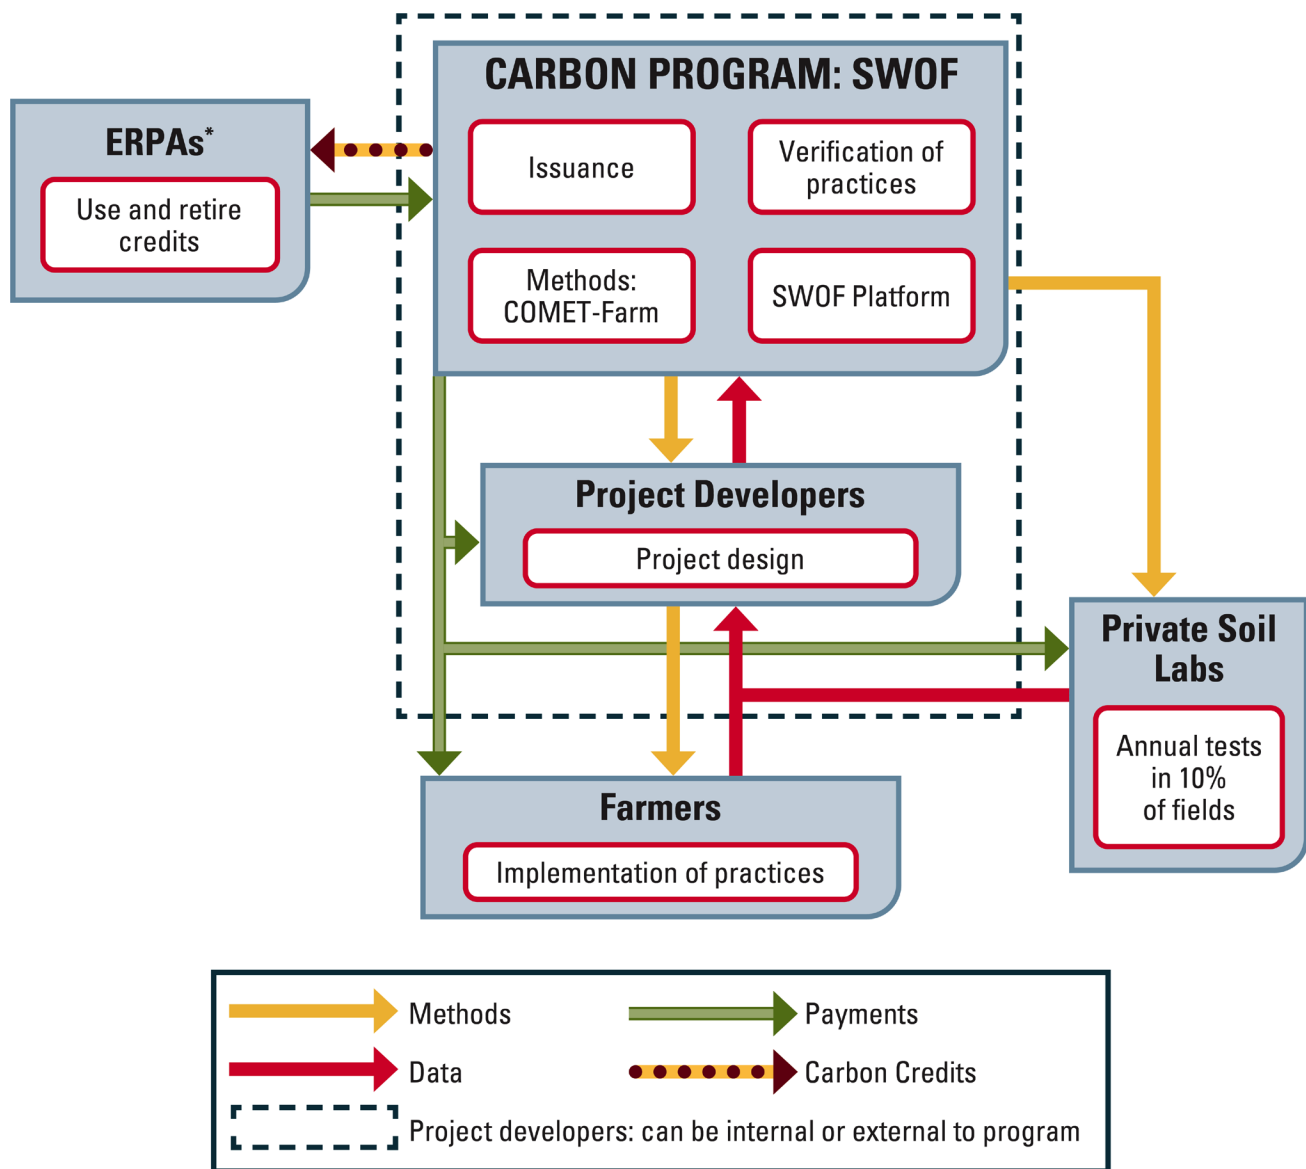 CARBON PROGRAM: SWOF
Issuance
Verification of
practices
Methods:
COMET-Farm
SWOF Platform
ERPAs*
Use and retire
credits
Project Developers
Project design
Private Soil
Labs
Annual tests
in 10%
of fields
Farmers
Implementation of practices
Methods
Payments
Data
Carbon Credits
Project developers: can be internal or external to program